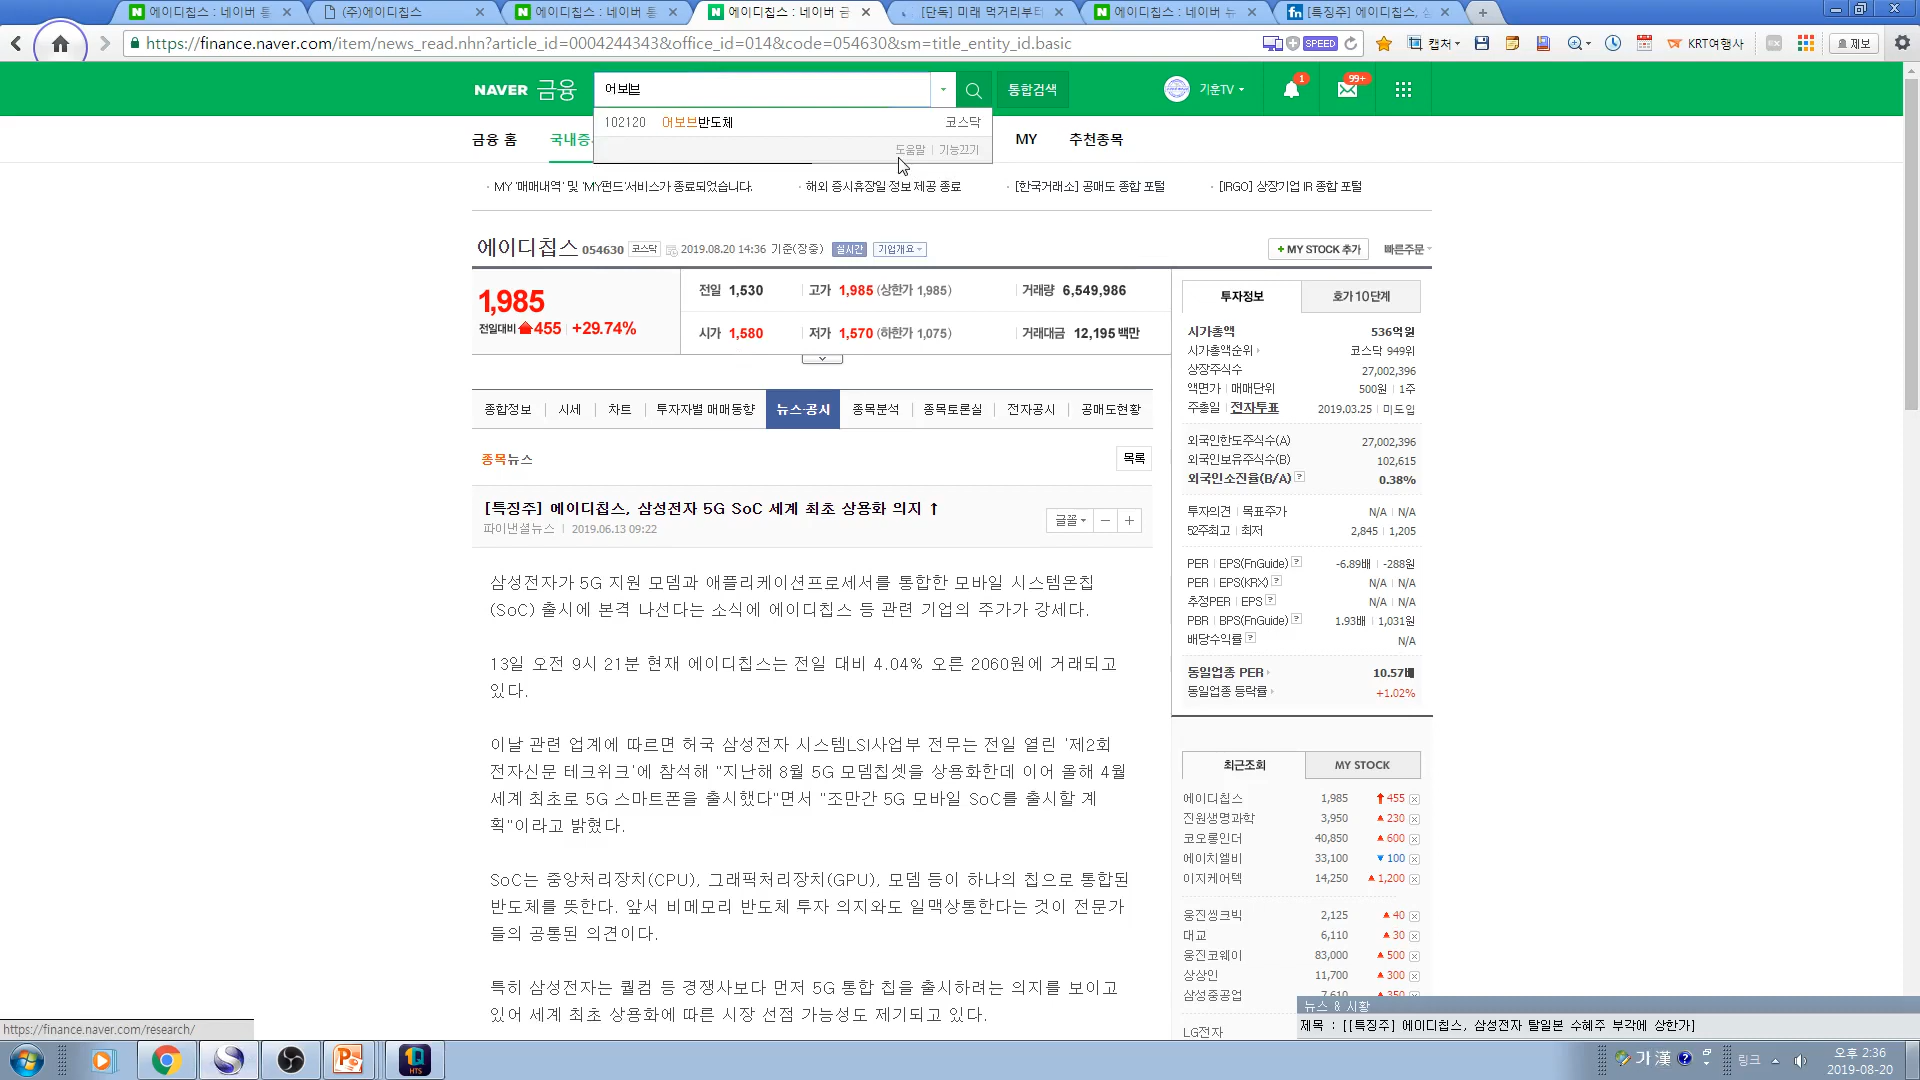 에이디칩스 : 네이버 통
(주)에이디칩스
에이디칩스 : 네이버 통
에이디칩스 : 네이버 금
[단독] 미래 먹거리부터
에이디칩스 : 네이버 뉴
[특징주] 에이디칩스, 삼
https://finance.naver.com/item/news_read.nhn?article_id=0004244343&office_id=014&code=054630&sm=title_entity_id.basic
SPEED
캡처
KRT여행사
제보
NAVER 금융
어보브
통합검색
기훈TV
1
99+
102120 어보브반도체 코스닥
도움말 | 기능끄기
금융 홈
국내증
MY
추천종목
· MY '매매내역' 및 'MY펀드'서비스가 종료되었습니다.
· 해외 증시휴장일 정보 제공 종료
· [한국거래소] 공매도 종합 포털
· [IRGO] 상장기업 IR 종합 포털
에이디칩스 054630 코스닥 2019.08.20 14:36 기준(장중) 실시간 기업개요
+ MY STOCK 추가 빠른주문
1,985
전일대비 455 | +29.74%
전일 1,530 고가 1,985 (상한가 1,985) 거래량 6,549,986
시가 1,580 저가 1,570 (하한가 1,075) 거래대금 12,195 백만
종합정보 시세 차트 투자자별 매매동향 뉴스·공시 종목분석 종목토론실 전자공시 공매도현황
종목뉴스
목록
[특징주] 에이디칩스, 삼성전자 5G SoC 세계 최초 상용화 의지 ↑
파이낸셜뉴스 | 2019.06.13 09:22
글꼴 − +
삼성전자가 5G 지원 모뎀과 애플리케이션프로세서를 통합한 모바일 시스템온칩
(SoC) 출시에 본격 나선다는 소식에 에이디칩스 등 관련 기업의 주가가 강세다.
13일 오전 9시 21분 현재 에이디칩스는 전일 대비 4.04% 오른 2060원에 거래되고
있다.
이날 관련 업계에 따르면 허국 삼성전자 시스템LSI사업부 전무는 전일 열린 '제2회
전자신문 테크위크'에 참석해 "지난해 8월 5G 모뎀칩셋을 상용화한데 이어 올해 4월
세계 최초로 5G 스마트폰을 출시했다"면서 "조만간 5G 모바일 SoC를 출시할 계
획"이라고 밝혔다.
SoC는 중앙처리장치(CPU), 그래픽처리장치(GPU), 모뎀 등이 하나의 칩으로 통합된
반도체를 뜻한다. 앞서 비메모리 반도체 투자 의지와도 일맥상통한다는 것이 전문가
들의 공통된 의견이다.
특히 삼성전자는 퀄컴 등 경쟁사보다 먼저 5G 통합 칩을 출시하려는 의지를 보이고
있어 세계 최초 상용화에 따른 시장 선점 가능성도 제기되고 있다.
투자정보 호가 10단계
시가총액 536억원
시가총액순위 코스닥 949위
상장주식수 27,002,396
액면가 | 매매단위 500원 | 1주
주총일 | 전자투표 2019.03.25 | 미도입
외국인한도주식수(A) 27,002,396
외국인보유주식수(B) 102,615
외국인소진율(B/A) ? 0.38%
투자의견 | 목표주가 N/A | N/A
52주최고 | 최저 2,845 | 1,205
PER | EPS(FnGuide) ? -6.89배 | -288원
PER | EPS(KRX) ? N/A | N/A
추정PER | EPS ? N/A | N/A
PBR | BPS(FnGuide) ? 1.93배 | 1,031원
배당수익률 ? N/A
동일업종 PER 10.57배
동일업종 등락률 +1.02%
최근조회 MY STOCK
에이디칩스 1,985 455
진원생명과학 3,950 230
코오롱인더 40,850 600
에이치엘비 33,100 100
이지케어텍 14,250 1,200
웅진씽크빅 2,125 40
대교 6,110 30
웅진코웨이 83,000 500
상상인 11,700 300
삼성중공업 7,610 350
LG전자
뉴스 & 시황
제목 : [[특징주] 에이디칩스, 삼성전자 탈일본 수혜주 부각에 상한가]
https://finance.naver.com/research/
1Q
HTS
가 漢
링크
오후 2:36
2019-08-20